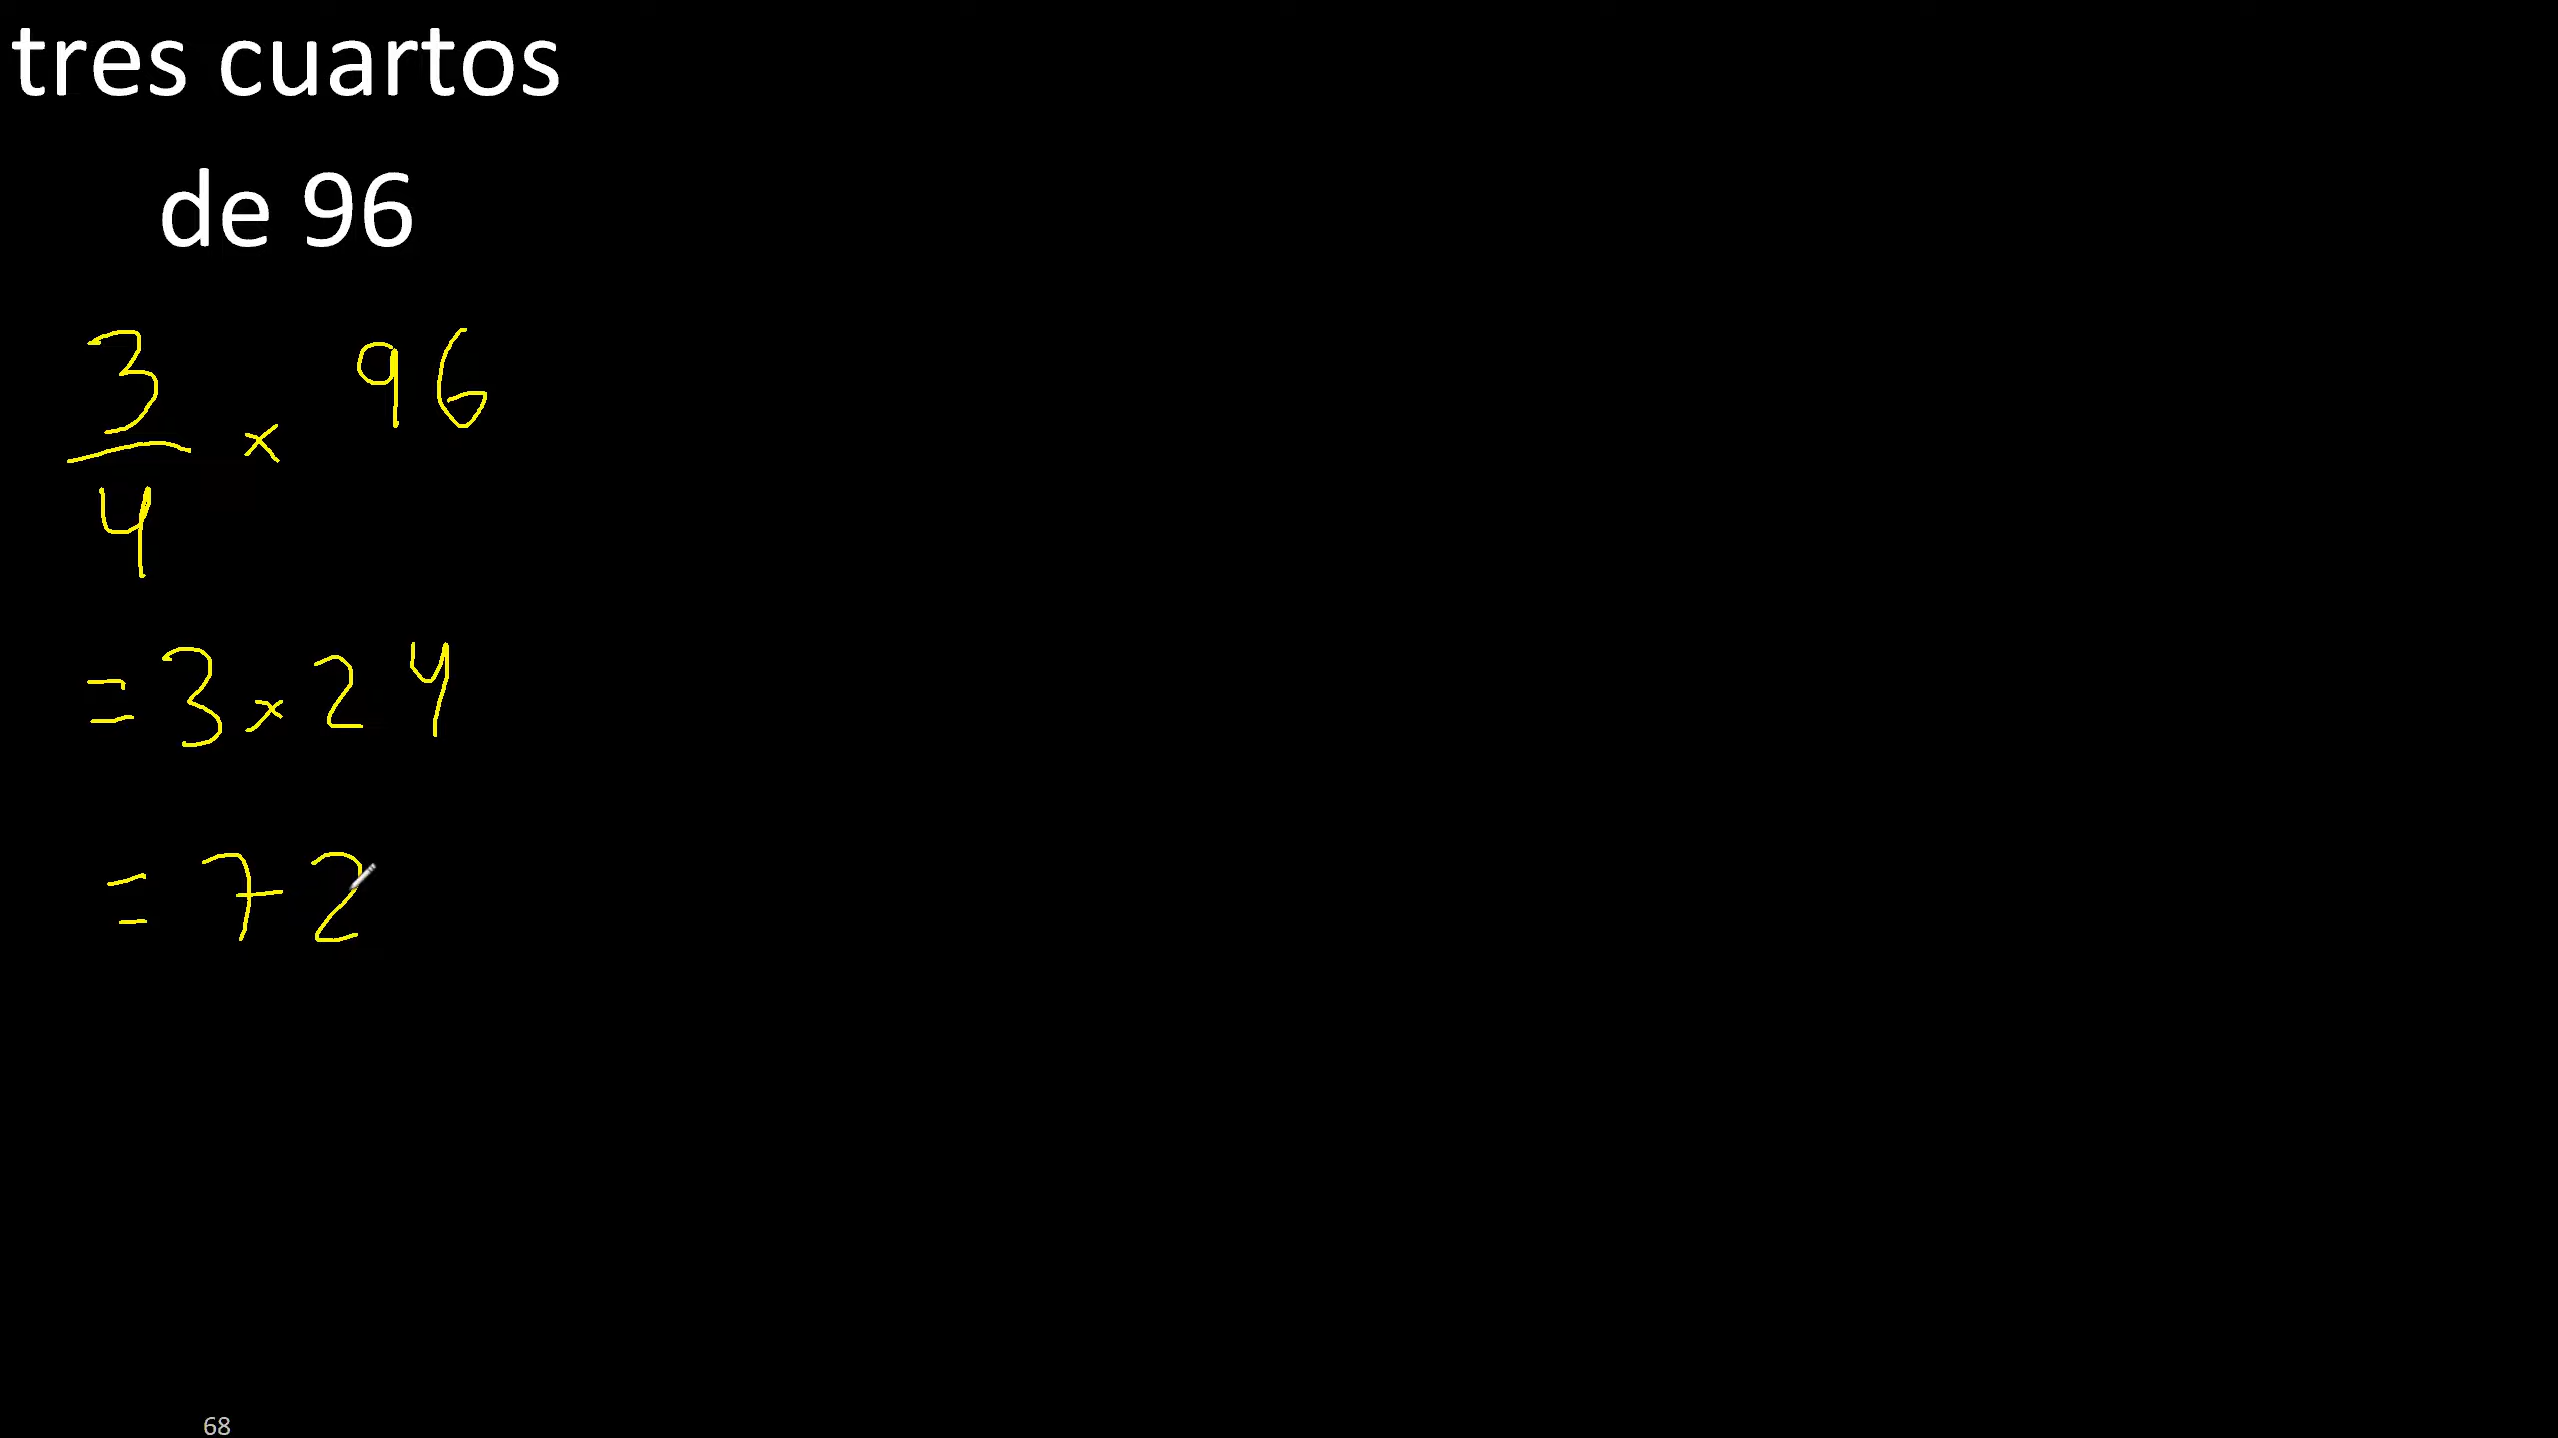 tres cuartos
de 96
3/4 × 96
= 3 × 24
= 72
68